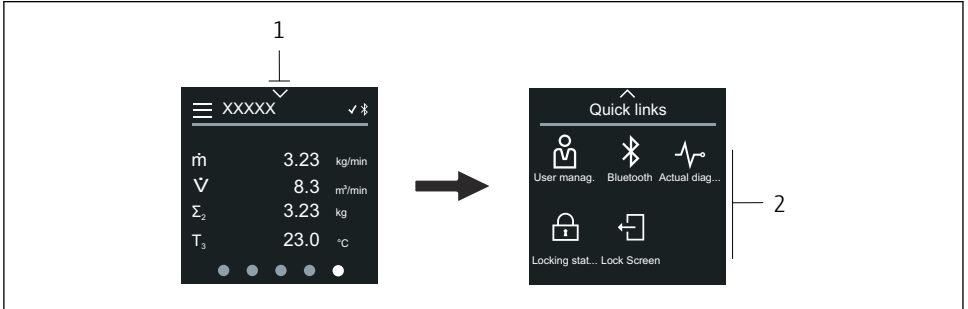 1
XXXXX
ṁ 3.23 kg/min
V̇ 8.3 m³/min
Σ₂ 3.23 kg
T₃ 23.0 °C
Quick links
User manag. Bluetooth Actual diag...
Locking stat... Lock Screen
2